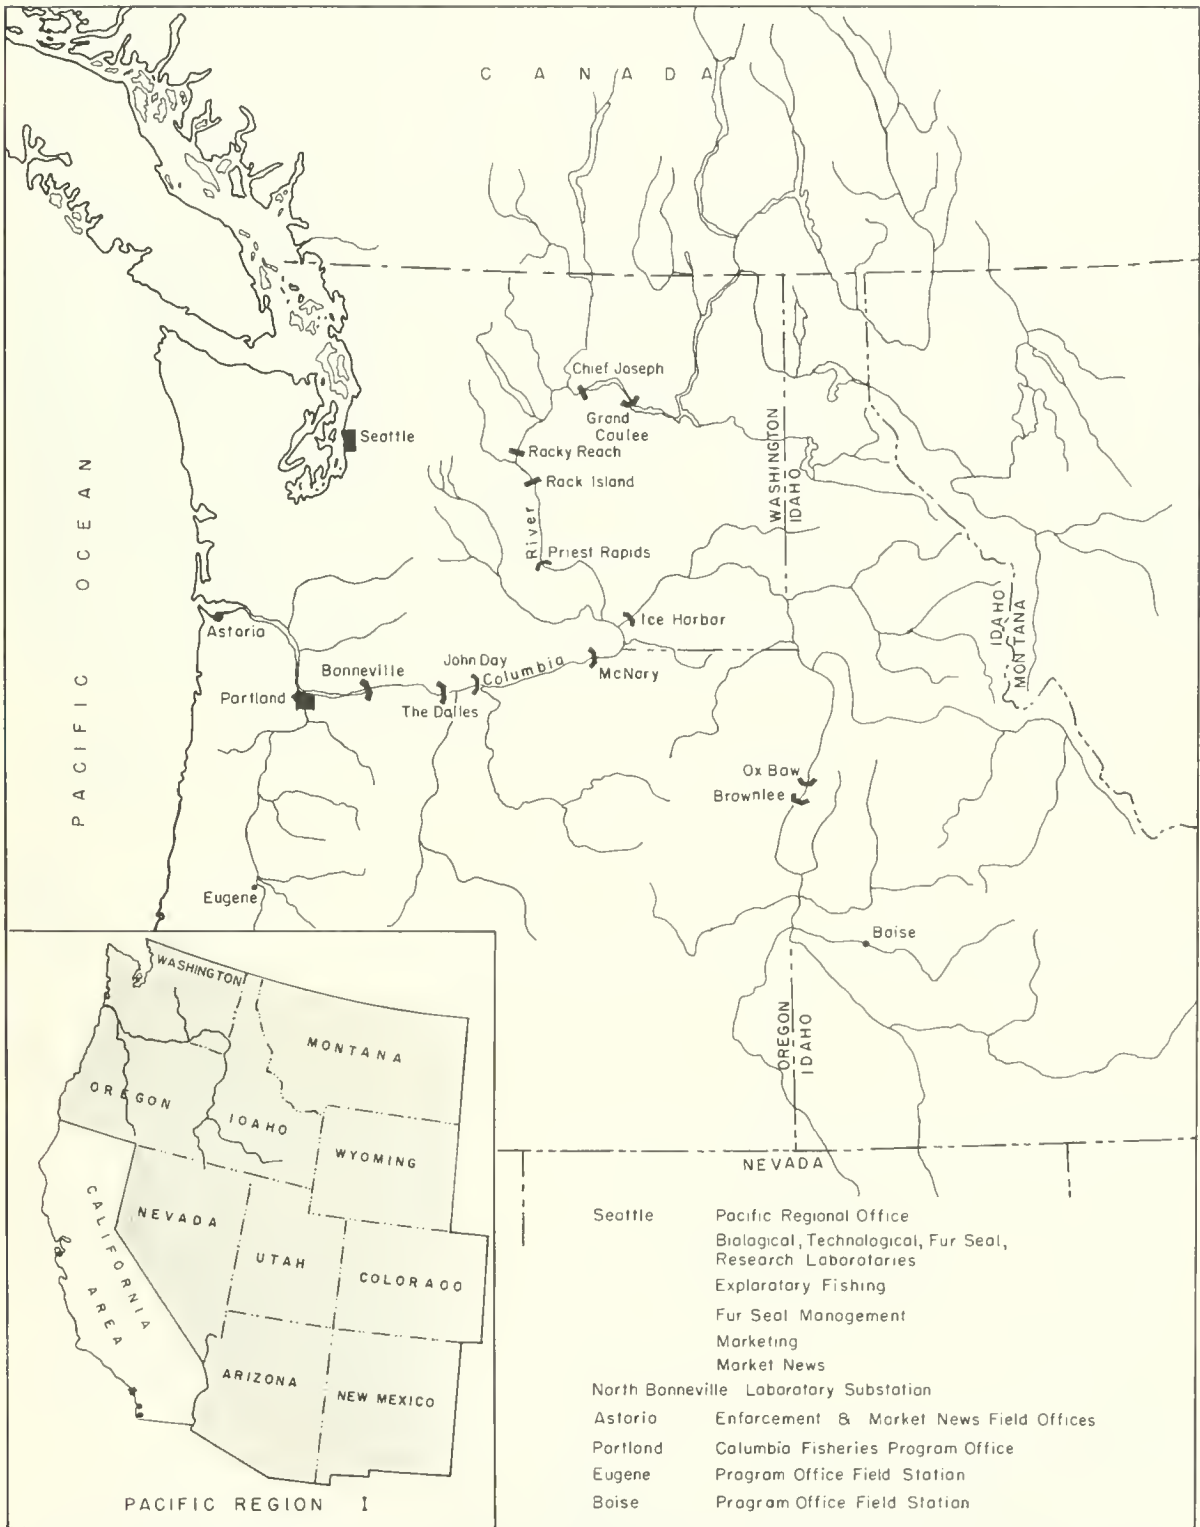 CANADA
Chief Joseph
Grand
Coulee
Seattle
Rocky Reach
Rock Island
WASHINGTON
IDAHO
PACIFIC OCEAN
River
Priest Rapids
Ice Harbor
IDAHO
MONTANA
Astoria
John Day
Columbia
McNary
Bonneville
Portland
The Dalles
Ox Bow
Brownlee
Eugene
Boise
OREGON
IDAHO
NEVADA
WASHINGTON
MONTANA
OREGON
IDAHO
WYOMING
CALIFORNIA
AREA
NEVADA
UTAH
COLORADO
ARIZONA
NEW MEXICO
PACIFIC REGION I
Seattle Pacific Regional Office
Biological, Technological, Fur Seal,
Research Laboratories
Exploratory Fishing
Fur Seal Management
Marketing
Market News
North Bonneville Laboratory Substation
Astoria Enforcement & Market News Field Offices
Portland Columbia Fisheries Program Office
Eugene Program Office Field Station
Boise Program Office Field Station